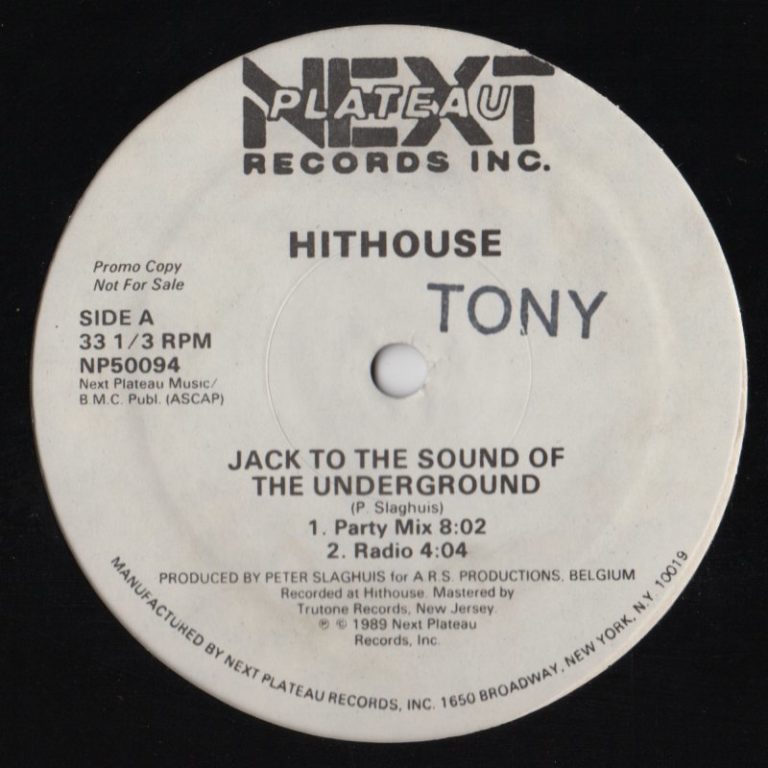 NEXT
PLATEAU
RECORDS INC.
HITHOUSE
Promo Copy
Not For Sale
TONY
SIDE A
33 1/3 RPM
NP50094
Next Plateau Music/
B.M.C. Publ. (ASCAP)
JACK TO THE SOUND OF
THE UNDERGROUND
(P. Slaghuis)
1. Party Mix 8:02
2. Radio 4:04
PRODUCED BY PETER SLAGHUIS for A.R.S. PRODUCTIONS, BELGIUM
Recorded at Hithouse. Mastered by
Trutone Records, New Jersey.
℗ © 1989 Next Plateau
Records, Inc.
MANUFACTURED BY NEXT PLATEAU RECORDS, INC. 1650 BROADWAY, NEW YORK, N.Y. 10019